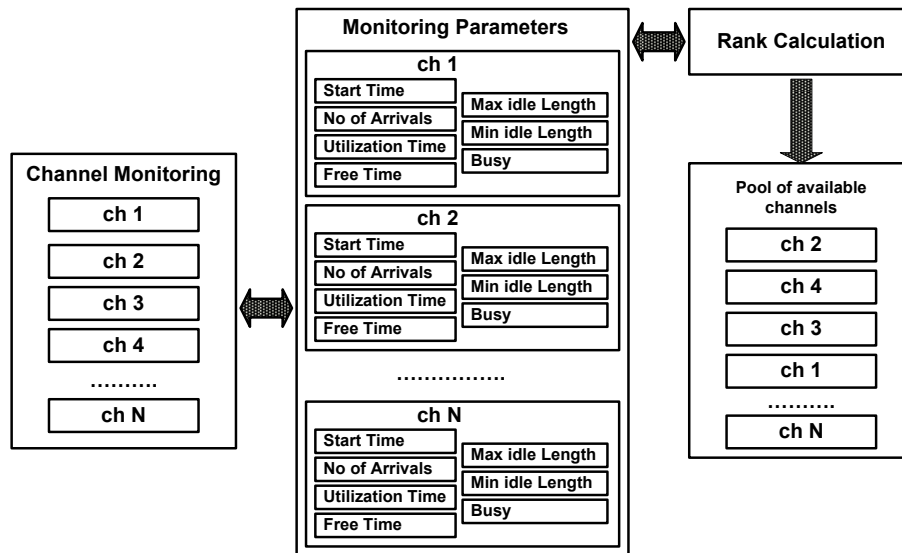 Channel Monitoring
ch 1
ch 2
ch 3
ch 4
..........
ch N
Monitoring Parameters
ch 1
Start Time
No of Arrivals
Utilization Time
Free Time
Max idle Length
Min idle Length
Busy
ch 2
Start Time
No of Arrivals
Utilization Time
Free Time
Max idle Length
Min idle Length
Busy
................
ch N
Start Time
No of Arrivals
Utilization Time
Free Time
Max idle Length
Min idle Length
Busy
Rank Calculation
Pool of available
channels
ch 2
ch 4
ch 3
ch 1
..........
ch N